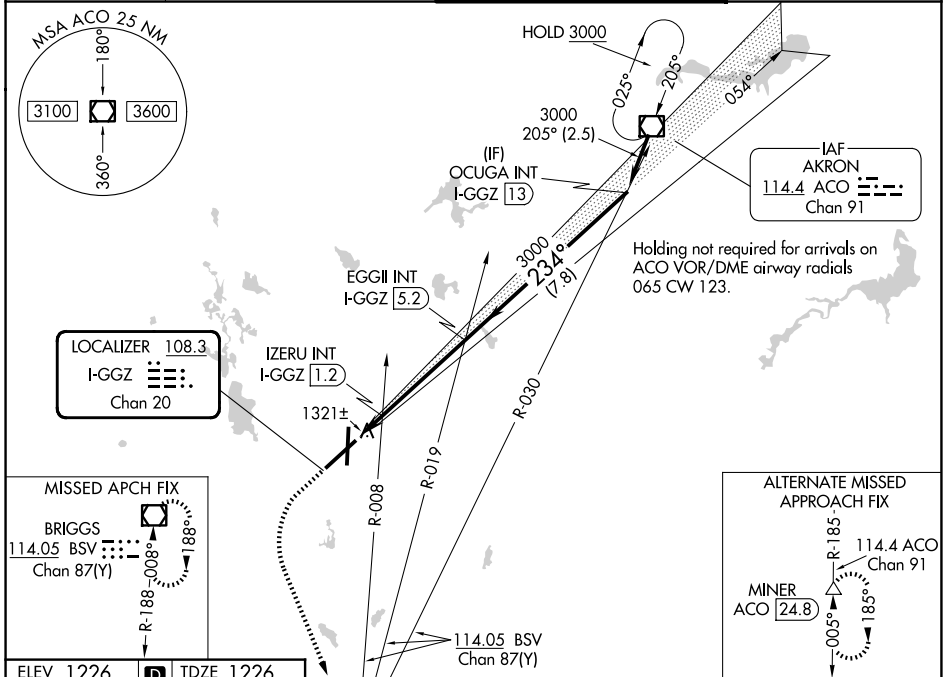 MSA ACO 25 NM
180°
3100
3600
360°
HOLD 3000
025°
205°
054°
3000
205° (2.5)
(IF)
OCUGA INT
I-GGZ 13
IAF
AKRON
114.4 ACO
Chan 91
Holding not required for arrivals on
ACO VOR/DME airway radials
065 CW 123.
3000
234°
(7.8)
EGGII INT
I-GGZ 5.2
LOCALIZER 108.3
I-GGZ
Chan 20
IZERU INT
I-GGZ 1.2
1321±
R-030
R-019
R-008
MISSED APCH FIX
BRIGGS
114.05 BSV
Chan 87(Y)
008°
188°
R-188
114.05 BSV
Chan 87(Y)
ALTERNATE MISSED
APPROACH FIX
R-185
114.4 ACO
Chan 91
MINER
ACO 24.8
005°
185°
ELEV 1226 D TDZE 1226